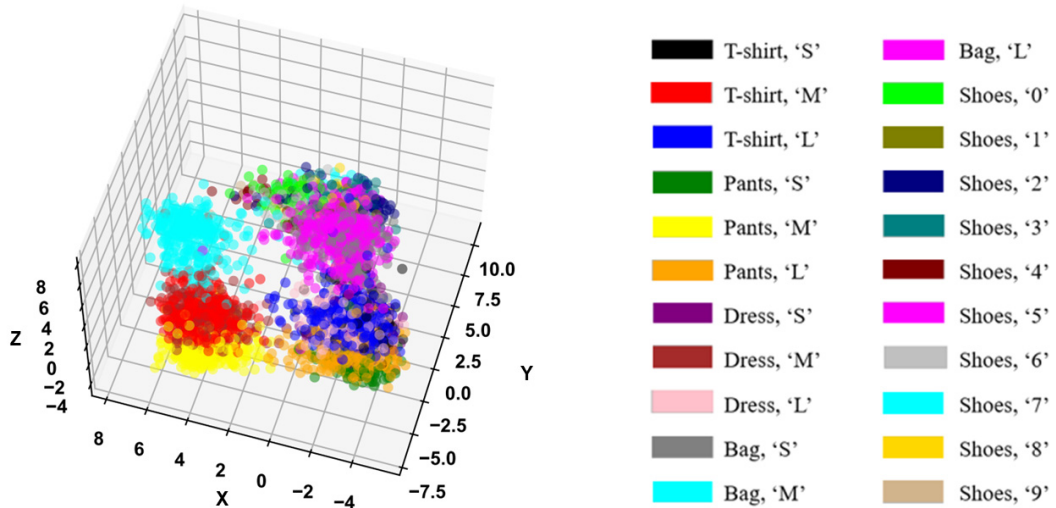 10.0
7.5
5.0
2.5
0.0
−2.5
−5.0
−7.5
Y
8
6
4
2
0
−2
−4
Z
8
6
4
2
0
−2
−4
X
T-shirt, ‘S’
T-shirt, ‘M’
T-shirt, ‘L’
Pants, ‘S’
Pants, ‘M’
Pants, ‘L’
Dress, ‘S’
Dress, ‘M’
Dress, ‘L’
Bag, ‘S’
Bag, ‘M’
Bag, ‘L’
Shoes, ‘0’
Shoes, ‘1’
Shoes, ‘2’
Shoes, ‘3’
Shoes, ‘4’
Shoes, ‘5’
Shoes, ‘6’
Shoes, ‘7’
Shoes, ‘8’
Shoes, ‘9’